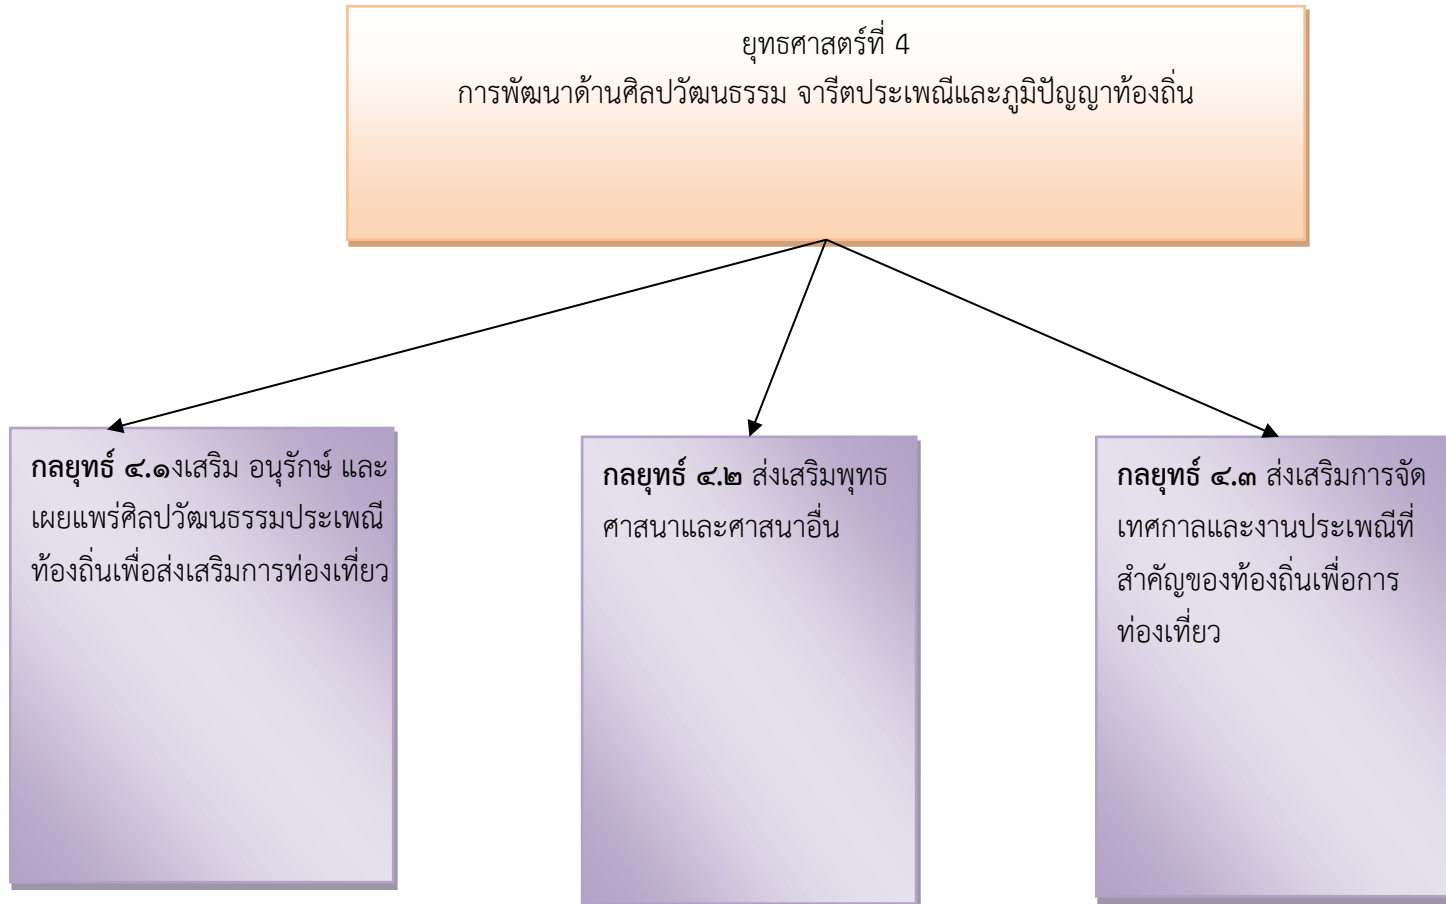 ยุทธศาสตร์ที่ 4
การพัฒนาด้านศิลปวัฒนธรรม จารีตประเพณีและภูมิปัญญาท้องถิ่น
กลยุทธ์ ๔.๑งเสริม อนุรักษ์ และ
เผยแพร่ศิลปวัฒนธรรมประเพณี
ท้องถิ่นเพื่อส่งเสริมการท่องเที่ยว
กลยุทธ์ ๔.๒ ส่งเสริมพุทธ
ศาสนาและศาสนาอื่น
กลยุทธ์ ๔.๓ ส่งเสริมการจัด
เทศกาลและงานประเพณีที่
สำคัญของท้องถิ่นเพื่อการ
ท่องเที่ยว